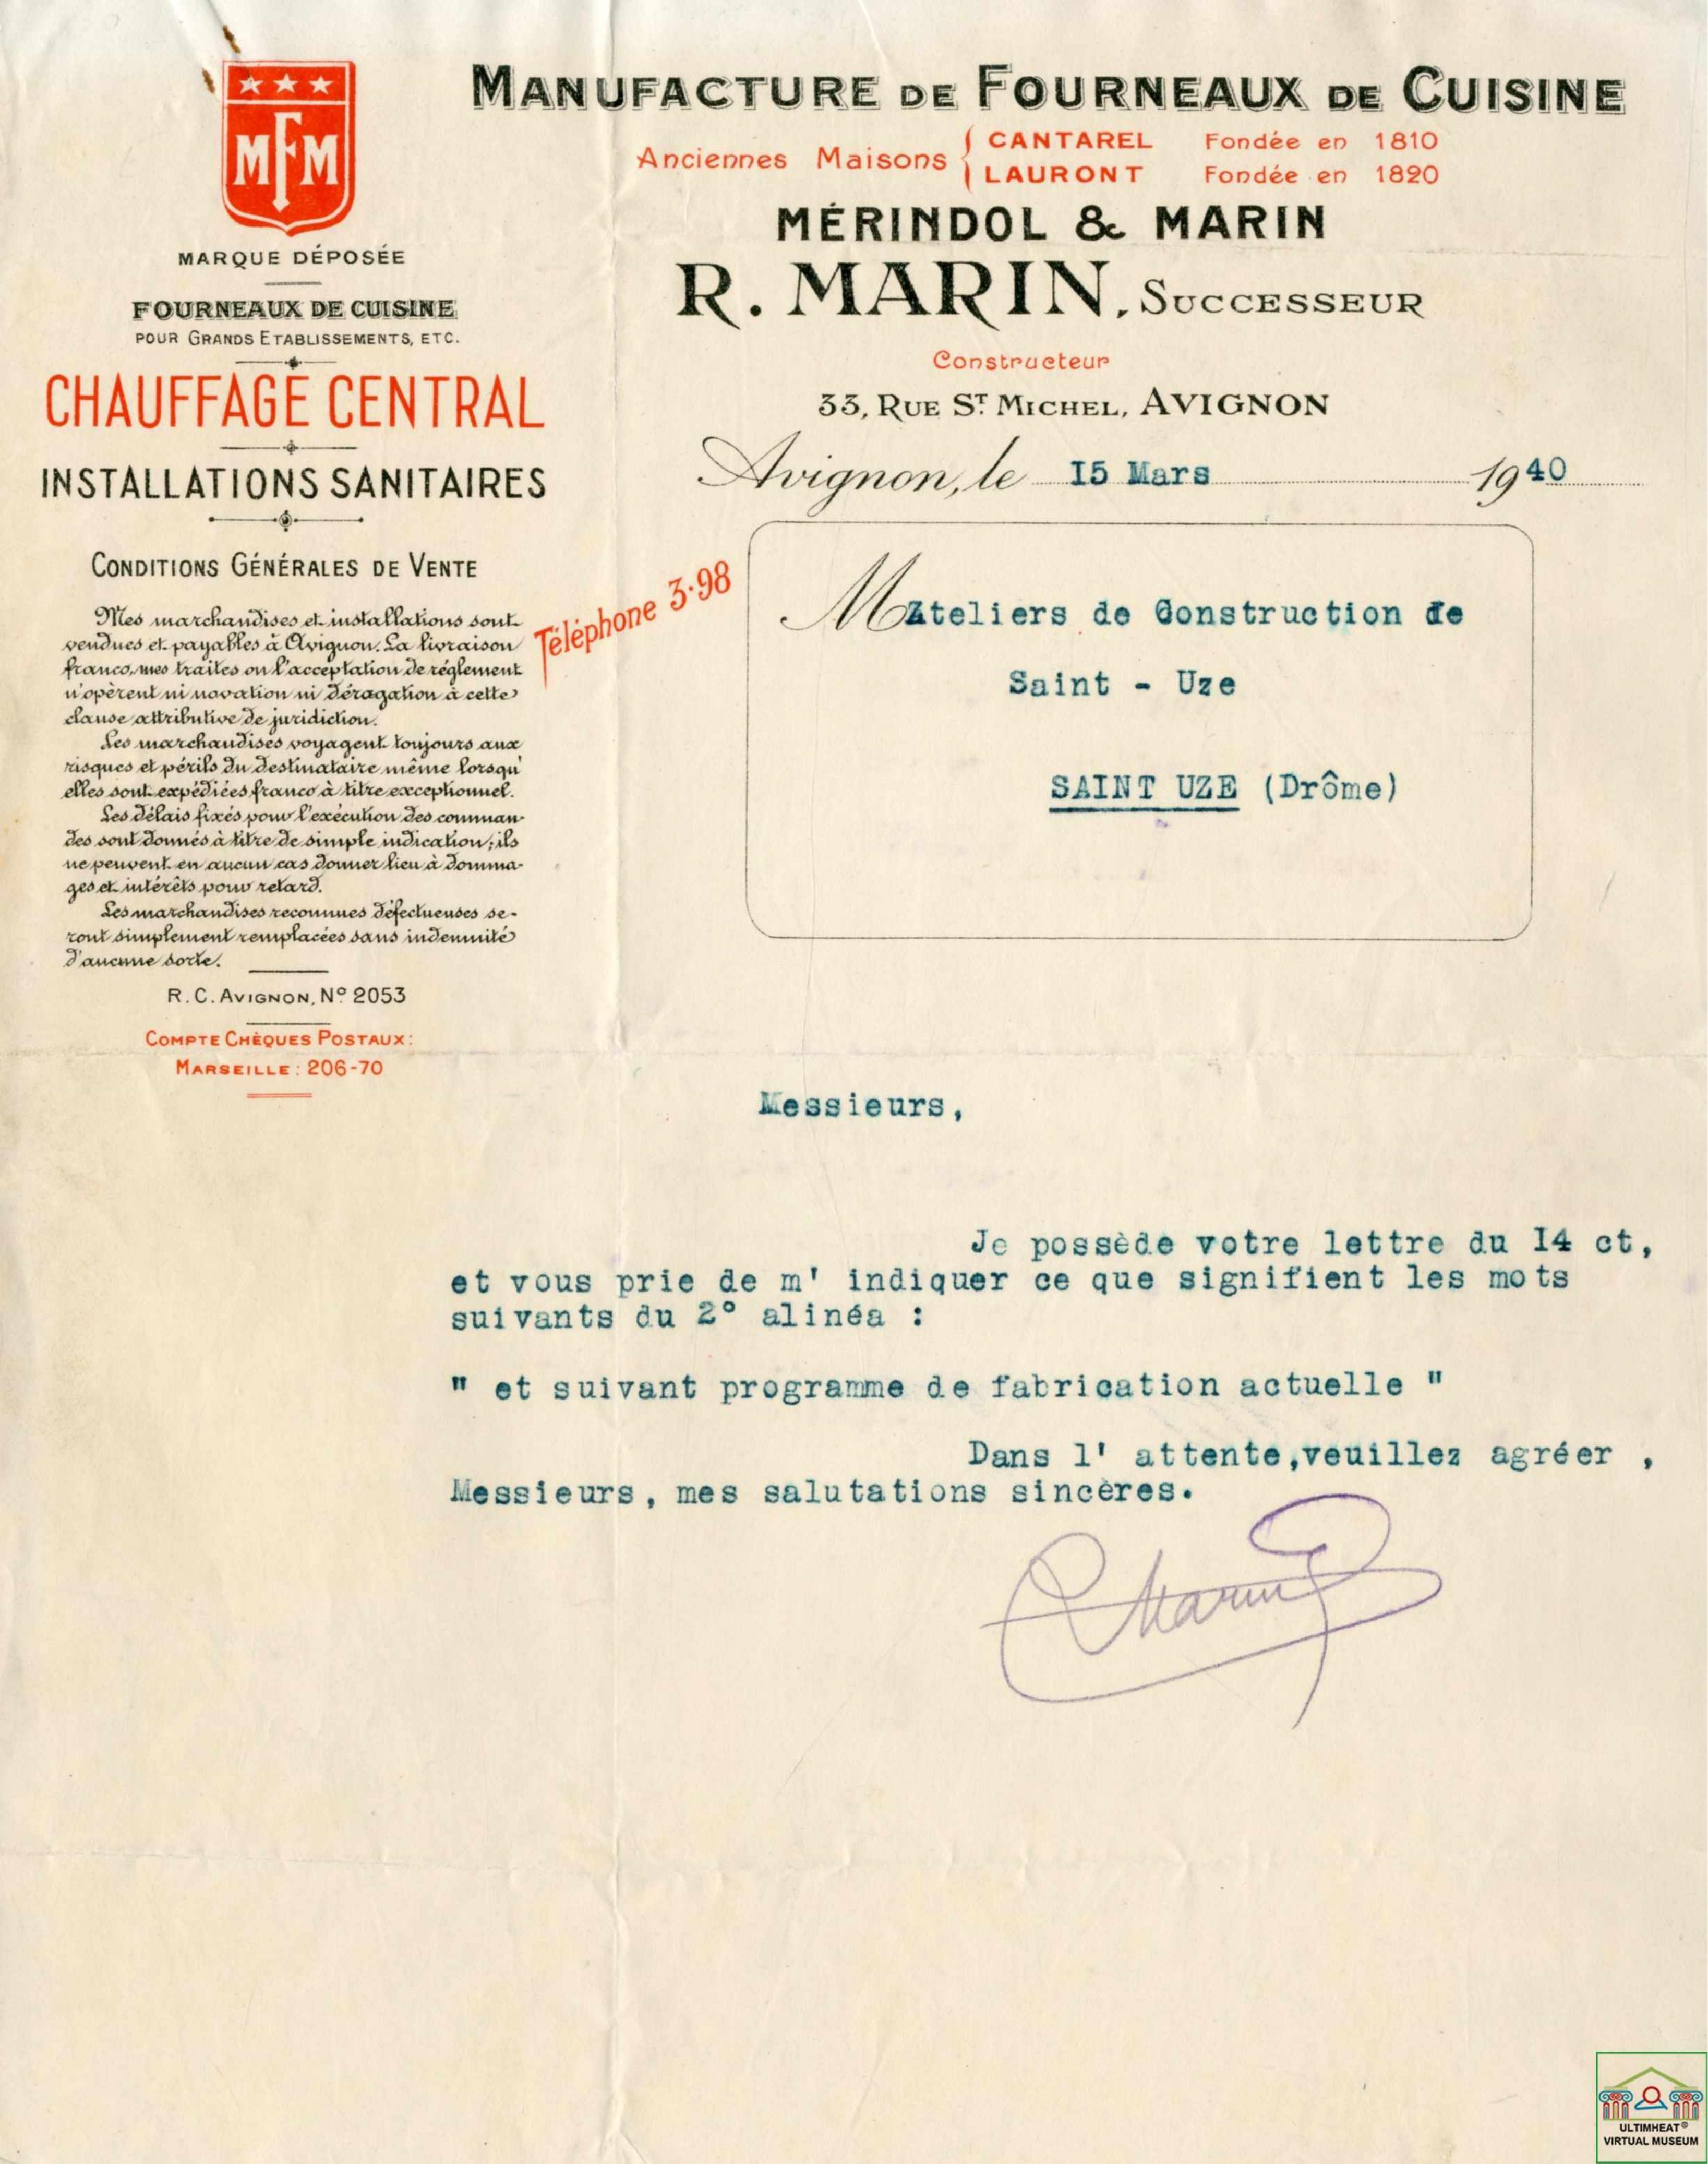 MFM
MARQUE DÉPOSÉE
FOURNEAUX DE CUISINE
POUR GRANDS ETABLISSEMENTS, ETC.
CHAUFFAGE CENTRAL
INSTALLATIONS SANITAIRES
CONDITIONS GÉNÉRALES DE VENTE
Mes marchandises et installations sont
vendues et payables à Avignon. La livraison
franco, mes traites ou l'acceptation de réglement
n'opèrent ni novation ni dérogation à cette
clause attributive de juridiction.
Les marchandises voyagent toujours aux
risques et périls du destinataire même lorsqu'
elles sont expédiées franco à titre exceptionnel.
Les délais fixés pour l'exécution des comman-
des sont donnés à titre de simple indication; ils
ne peuvent en aucun cas donner lieu à domma-
ges et intérêts pour retard.
Les marchandises reconnues défectueuses se-
ront simplement remplacées sans indemnité
d'aucune sorte.
R.C. AVIGNON, Nº 2053
COMPTE CHÈQUES POSTAUX:
MARSEILLE: 206-70
MANUFACTURE DE FOURNEAUX DE CUISINE
Anciennes Maisons { CANTAREL Fondée en 1810
LAURONT Fondée en 1820
MÉRINDOL & MARIN
R. MARIN, SUCCESSEUR
Constructeur
33, RUE ST MICHEL, AVIGNON
Avignon, le I5 Mars 1940
Téléphone 3-98
M Ateliers de Construction de
Saint - Uze
SAINT UZE (Drôme)
Messieurs,
Je possède votre lettre du I4 ct,
et vous prie de m' indiquer ce que signifient les mots
suivants du 2° alinéa :
" et suivant programme de fabrication actuelle "
Dans l' attente,veuillez agréer ,
Messieurs, mes salutations sincères.
Marin
ULTIMHEAT®
VIRTUAL MUSEUM